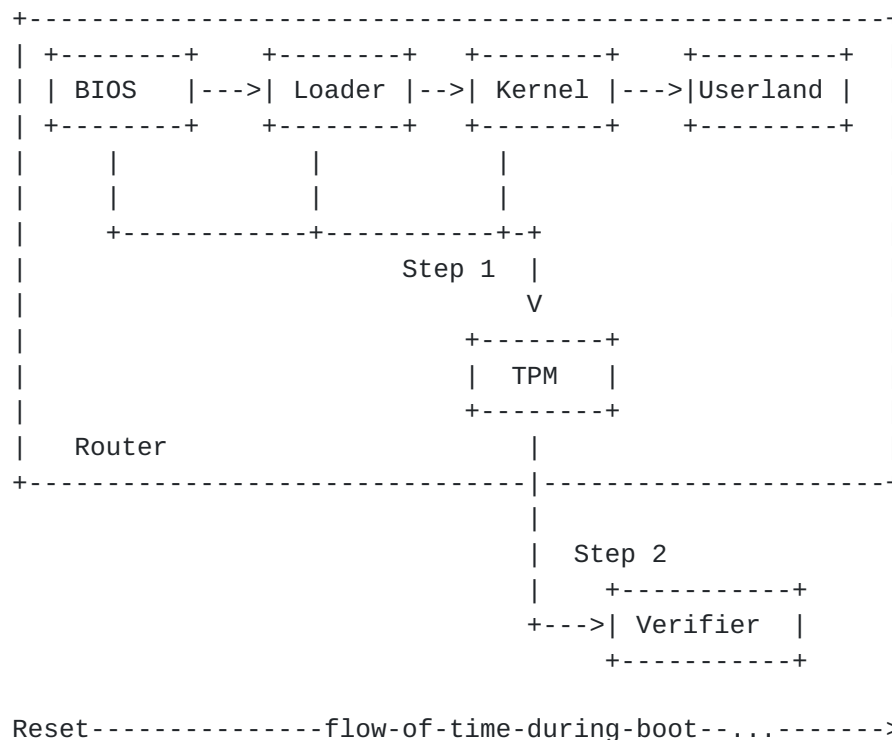 BIOS ---> Loader --> Kernel ---> Userland
Step 1
V
TPM
Router
Step 2
---> Verifier
Reset---------------flow-of-time-during-boot--...------->